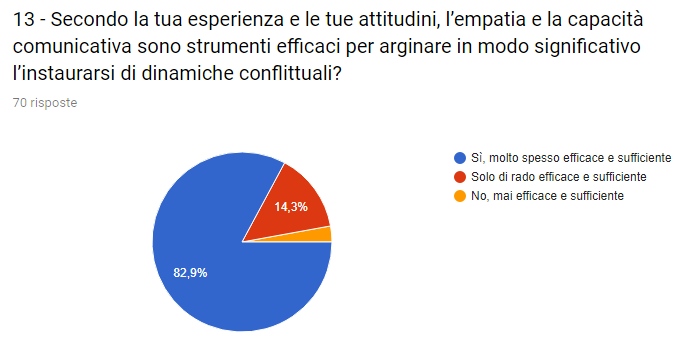 13 - Secondo la tua esperienza e le tue attitudini, l’empatia e la capacità
comunicativa sono strumenti efficaci per arginare in modo significativo
l’instaurarsi di dinamiche conflittuali?
70 risposte
Sì, molto spesso efficace e sufficiente
Solo di rado efficace e sufficiente
No, mai efficace e sufficiente
14,3%
82,9%